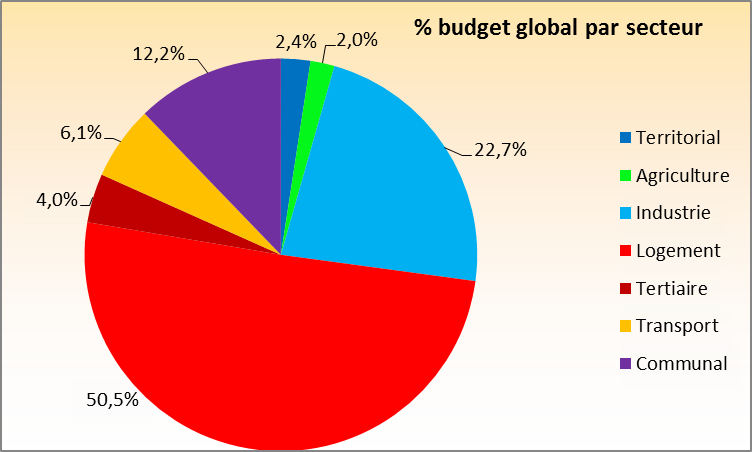 % budget global par secteur
2,4%
2,0%
12,2%
22,7%
6,1%
4,0%
50,5%
Territorial
Agriculture
Industrie
Logement
Tertiaire
Transport
Communal